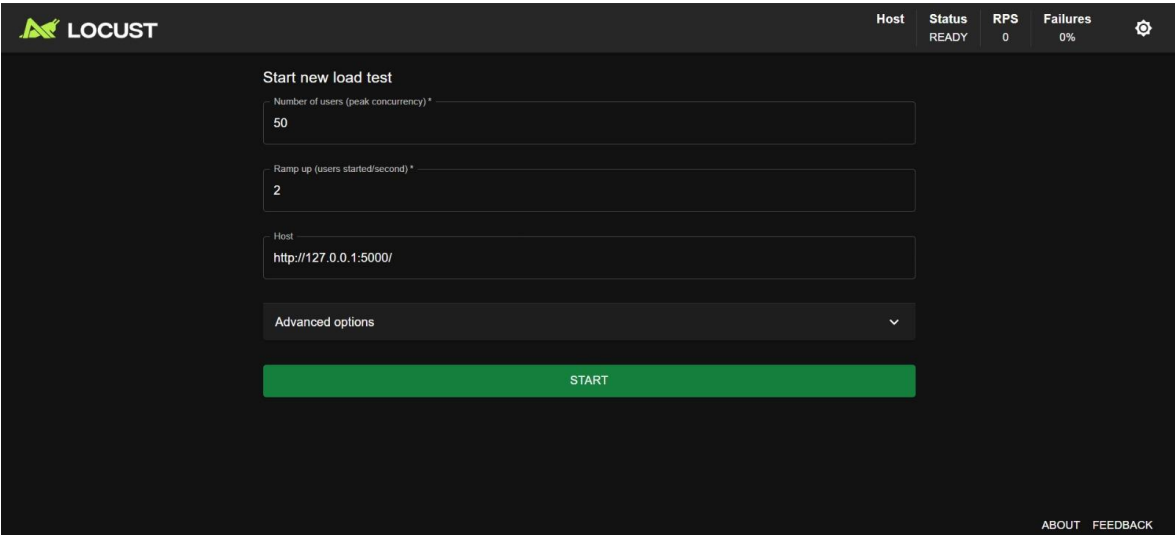 LOCUST
Host Status RPS Failures
READY 0 0%
Start new load test
Number of users (peak concurrency) *
50
Ramp up (users started/second) *
2
Host
http://127.0.0.1:5000/
Advanced options
START
ABOUT FEEDBACK